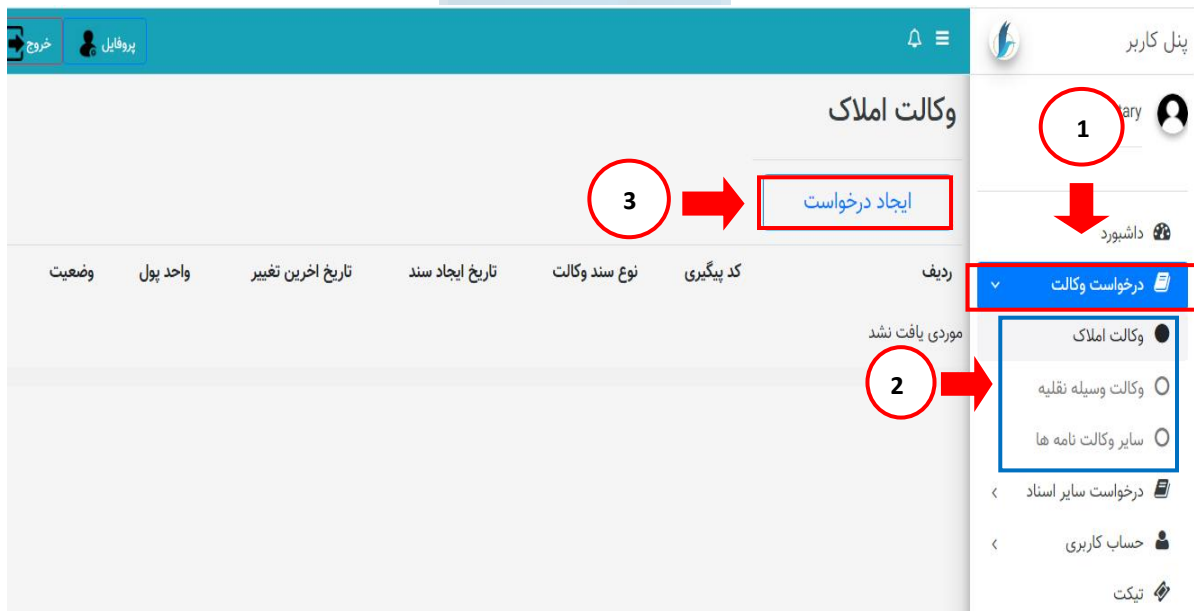 پنل کاربر
پروفایل
خروج
tary
1
وکالت املاک
ایجاد درخواست
3
داشبورد
ردیف کد پیگیری نوع سند وکالت تاریخ ایجاد سند تاریخ اخرین تغییر واحد پول وضعیت
درخواست وکالت
موردی یافت نشد
وکالت املاک
2
وکالت وسیله نقلیه
سایر وکالت نامه ها
درخواست سایر اسناد
حساب کاربری
تیکت